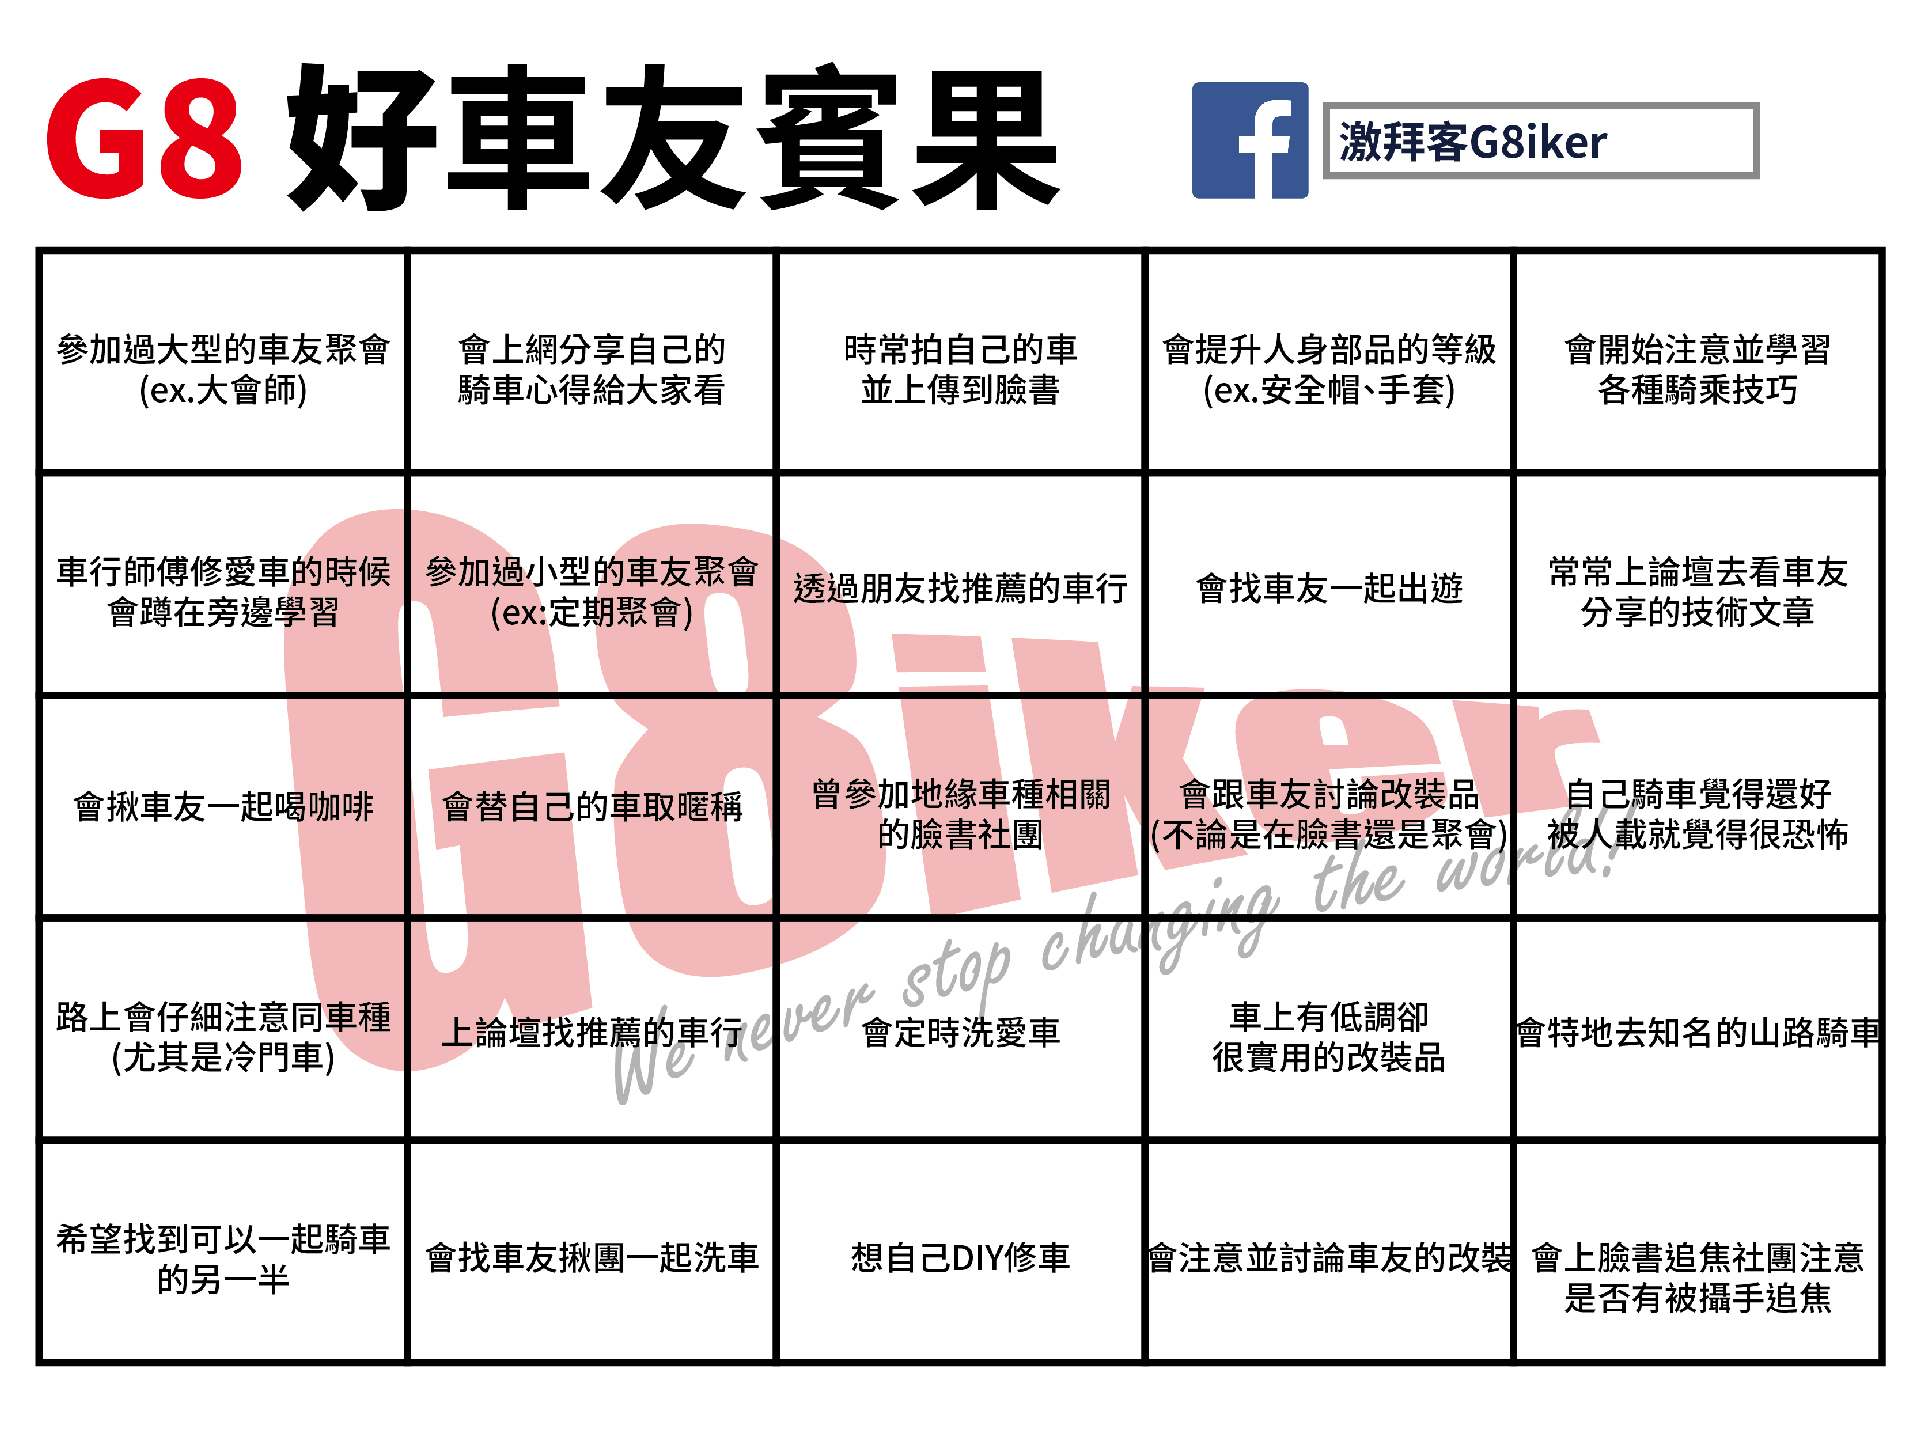 G8 好車友賓果
激拜客G8iker
參加過大型的車友聚會
(ex.大會師)
會上網分享自己的
騎車心得給大家看
時常拍自己的車
並上傳到臉書
會提升人身部品的等級
(ex.安全帽、手套)
會開始注意並學習
各種騎乘技巧
車行師傅修愛車的時候
會蹲在旁邊學習
參加過小型的車友聚會
(ex:定期聚會)
透過朋友找推薦的車行
會找車友一起出遊
常常上論壇去看車友
分享的技術文章
會揪車友一起喝咖啡
會替自己的車取暱稱
曾參加地緣車種相關
的臉書社團
會跟車友討論改裝品
(不論是在臉書還是聚會)
自己騎車覺得還好
被人載就覺得很恐怖
路上會仔細注意同車種
(尤其是冷門車)
上論壇找推薦的車行
會定時洗愛車
車上有低調卻
很實用的改裝品
會特地去知名的山路騎車
希望找到可以一起騎車
的另一半
會找車友揪團一起洗車
想自己DIY修車
會注意並討論車友的改裝
會上臉書追焦社團注意
是否有被攝手追焦
G8iker
We never stop changing the world!